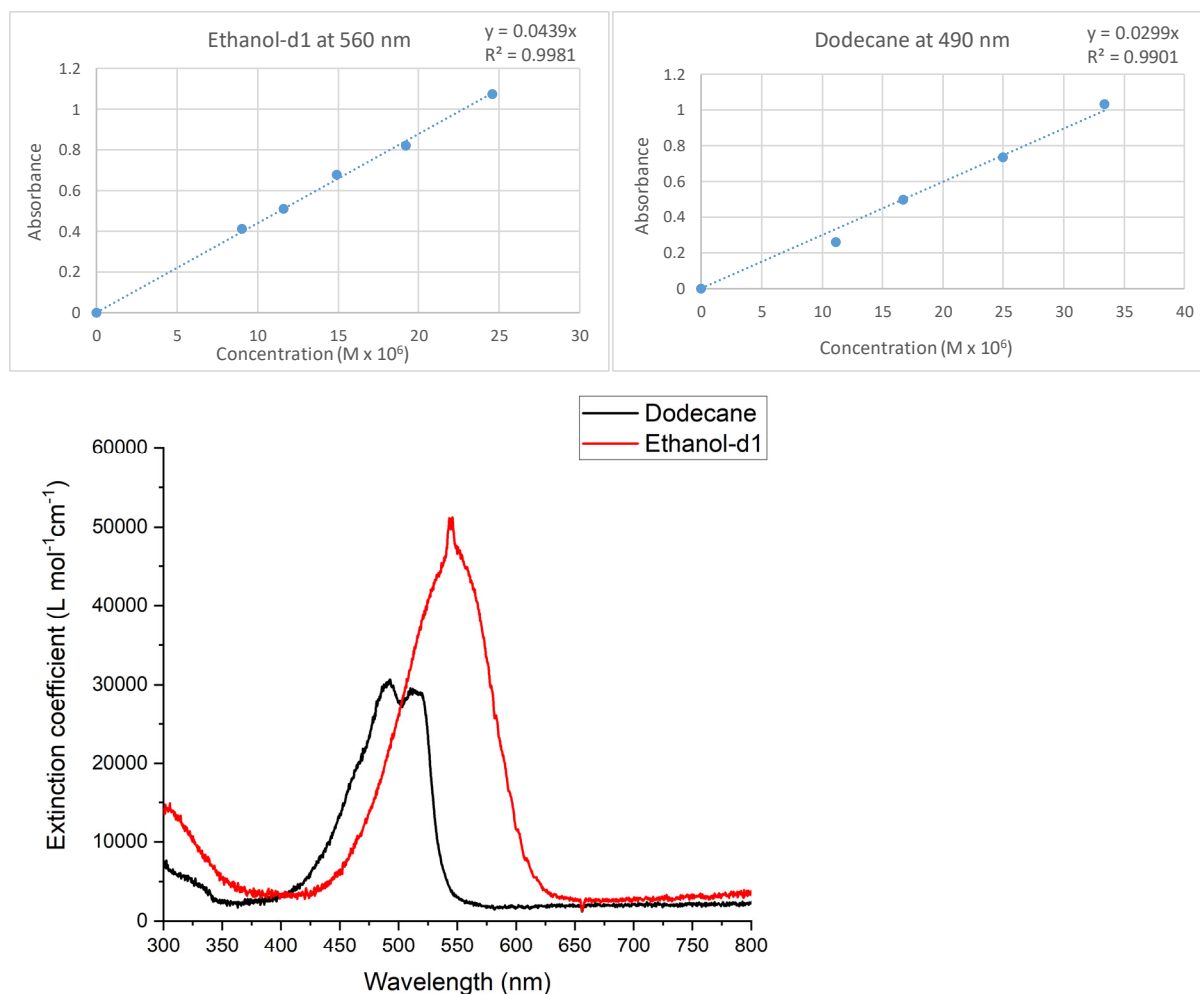 Ethanol-d1 at 560 nm
y = 0.0439x
R² = 0.9981
1.2
1
0.8
0.6
0.4
0.2
0
Absorbance
0 5 10 15 20 25 30
Concentration (M x 10⁶)
Dodecane at 490 nm
y = 0.0299x
R² = 0.9901
1.2
1
0.8
0.6
0.4
0.2
0
Absorbance
0 5 10 15 20 25 30 35 40
Concentration (M x 10⁶)
Dodecane
Ethanol-d1
60000
50000
40000
30000
20000
10000
0
Extinction coefficient (L mol⁻¹cm⁻¹)
300 350 400 450 500 550 600 650 700 750 800
Wavelength (nm)